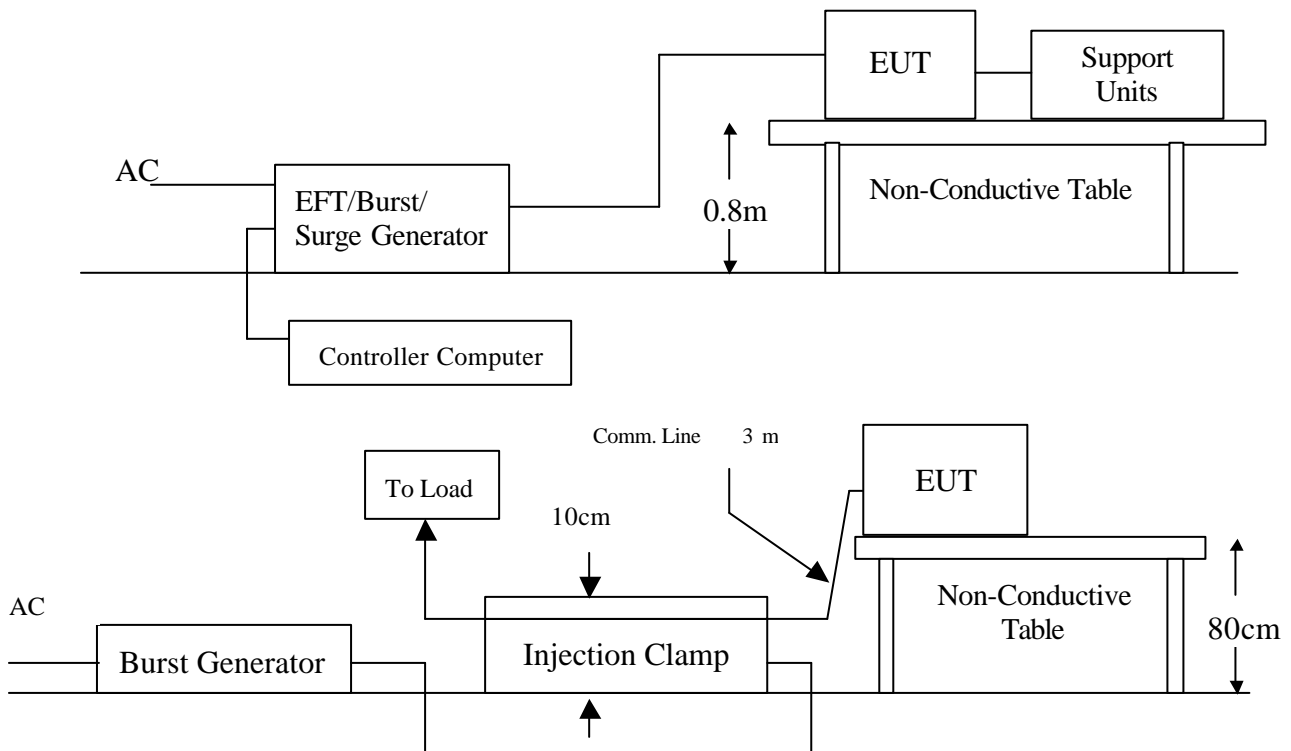 EUT
Support
Units
AC
EFT/Burst/
Surge Generator
0.8m
Non-Conductive Table
Controller Computer
Comm. Line 3 m
EUT
To Load
10cm
AC
Burst Generator
Injection Clamp
Non-Conductive
Table
80cm